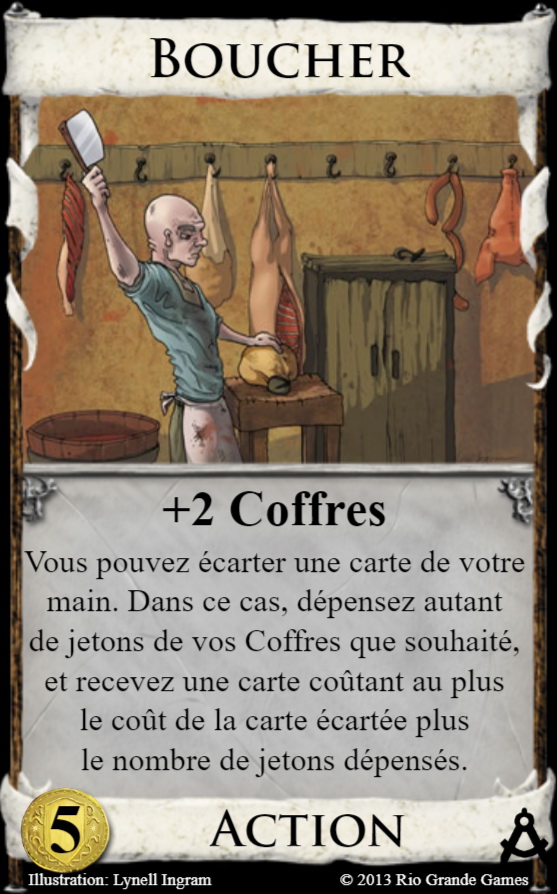 BOUCHER
+2 Coffres
Vous pouvez écarter une carte de votre
main. Dans ce cas, dépensez autant
de jetons de vos Coffres que souhaité,
et recevez une carte coûtant au plus
le coût de la carte écartée plus
le nombre de jetons dépensés.
5
ACTION
Illustration: Lynell Ingram
© 2013 Rio Grande Games